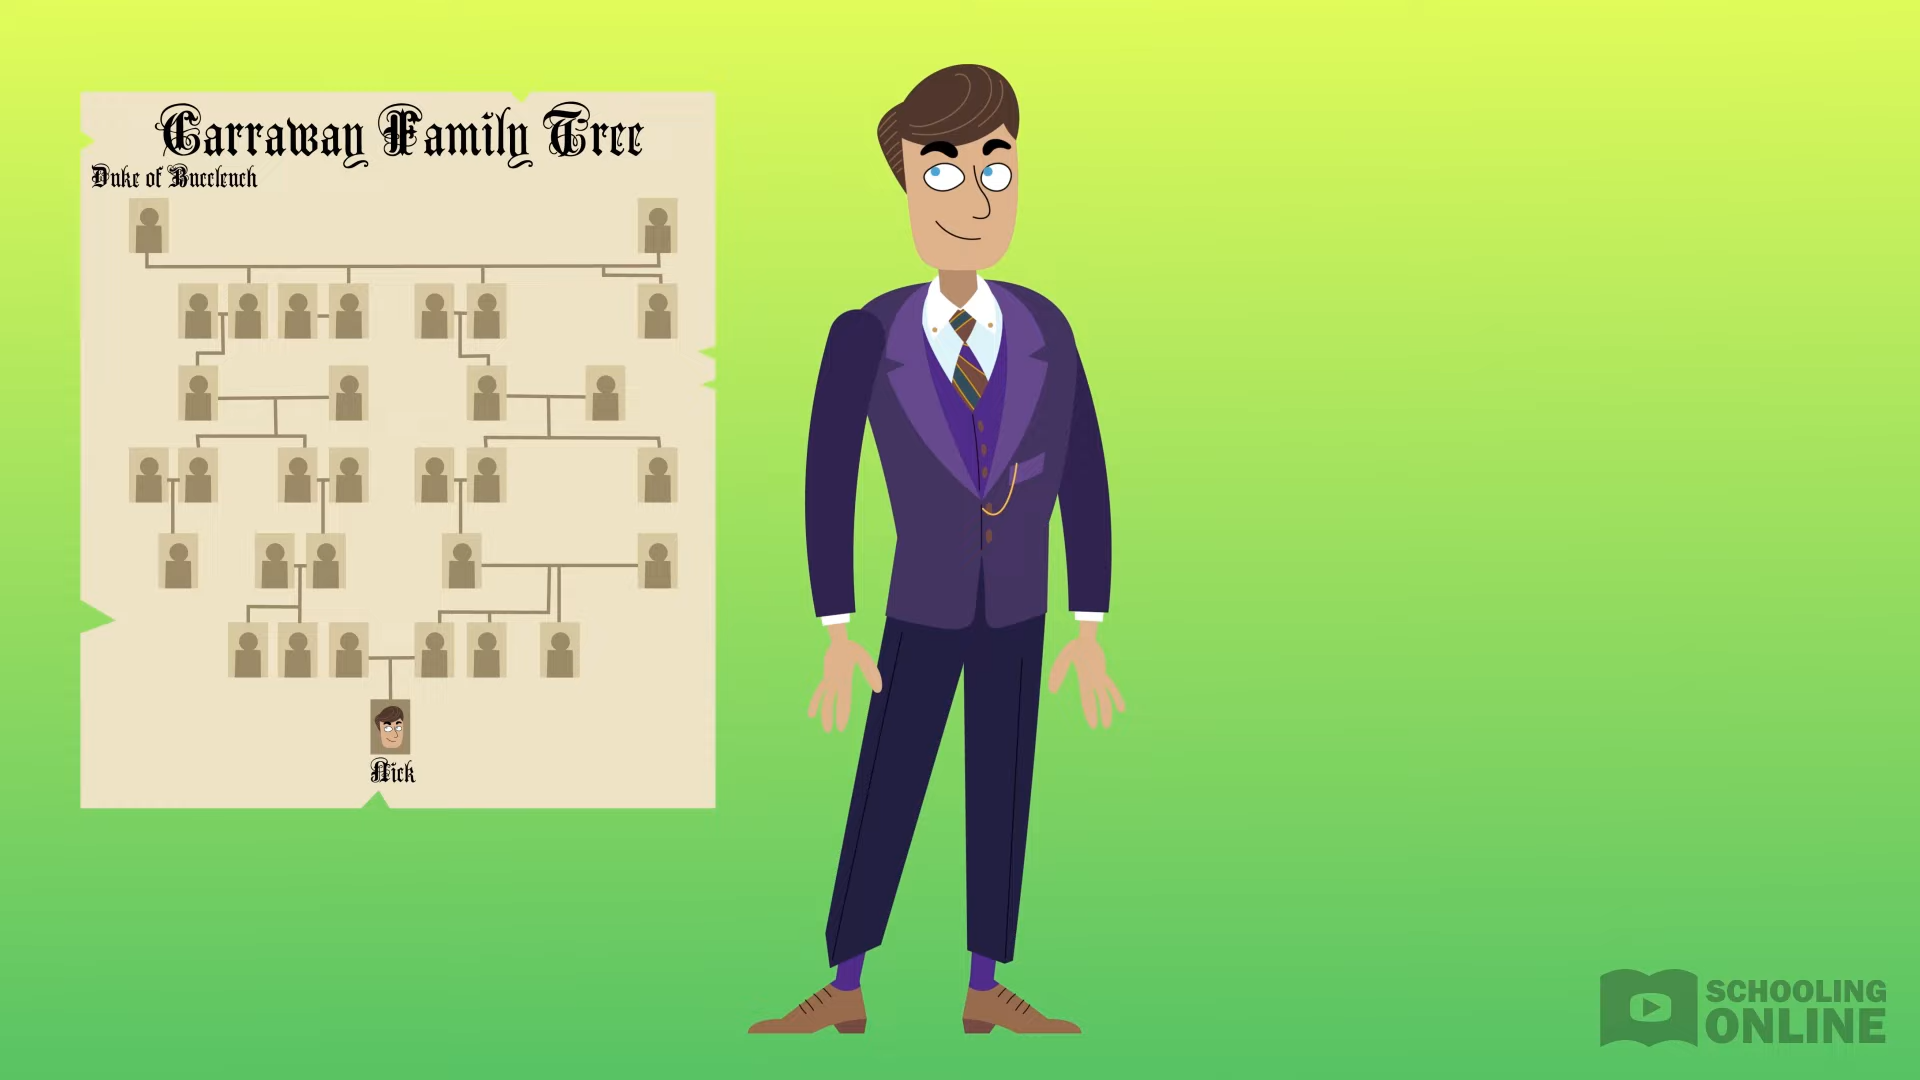 Carraway Family Tree
Duke of Buccleuch
Nick
SCHOOLING
ONLINE